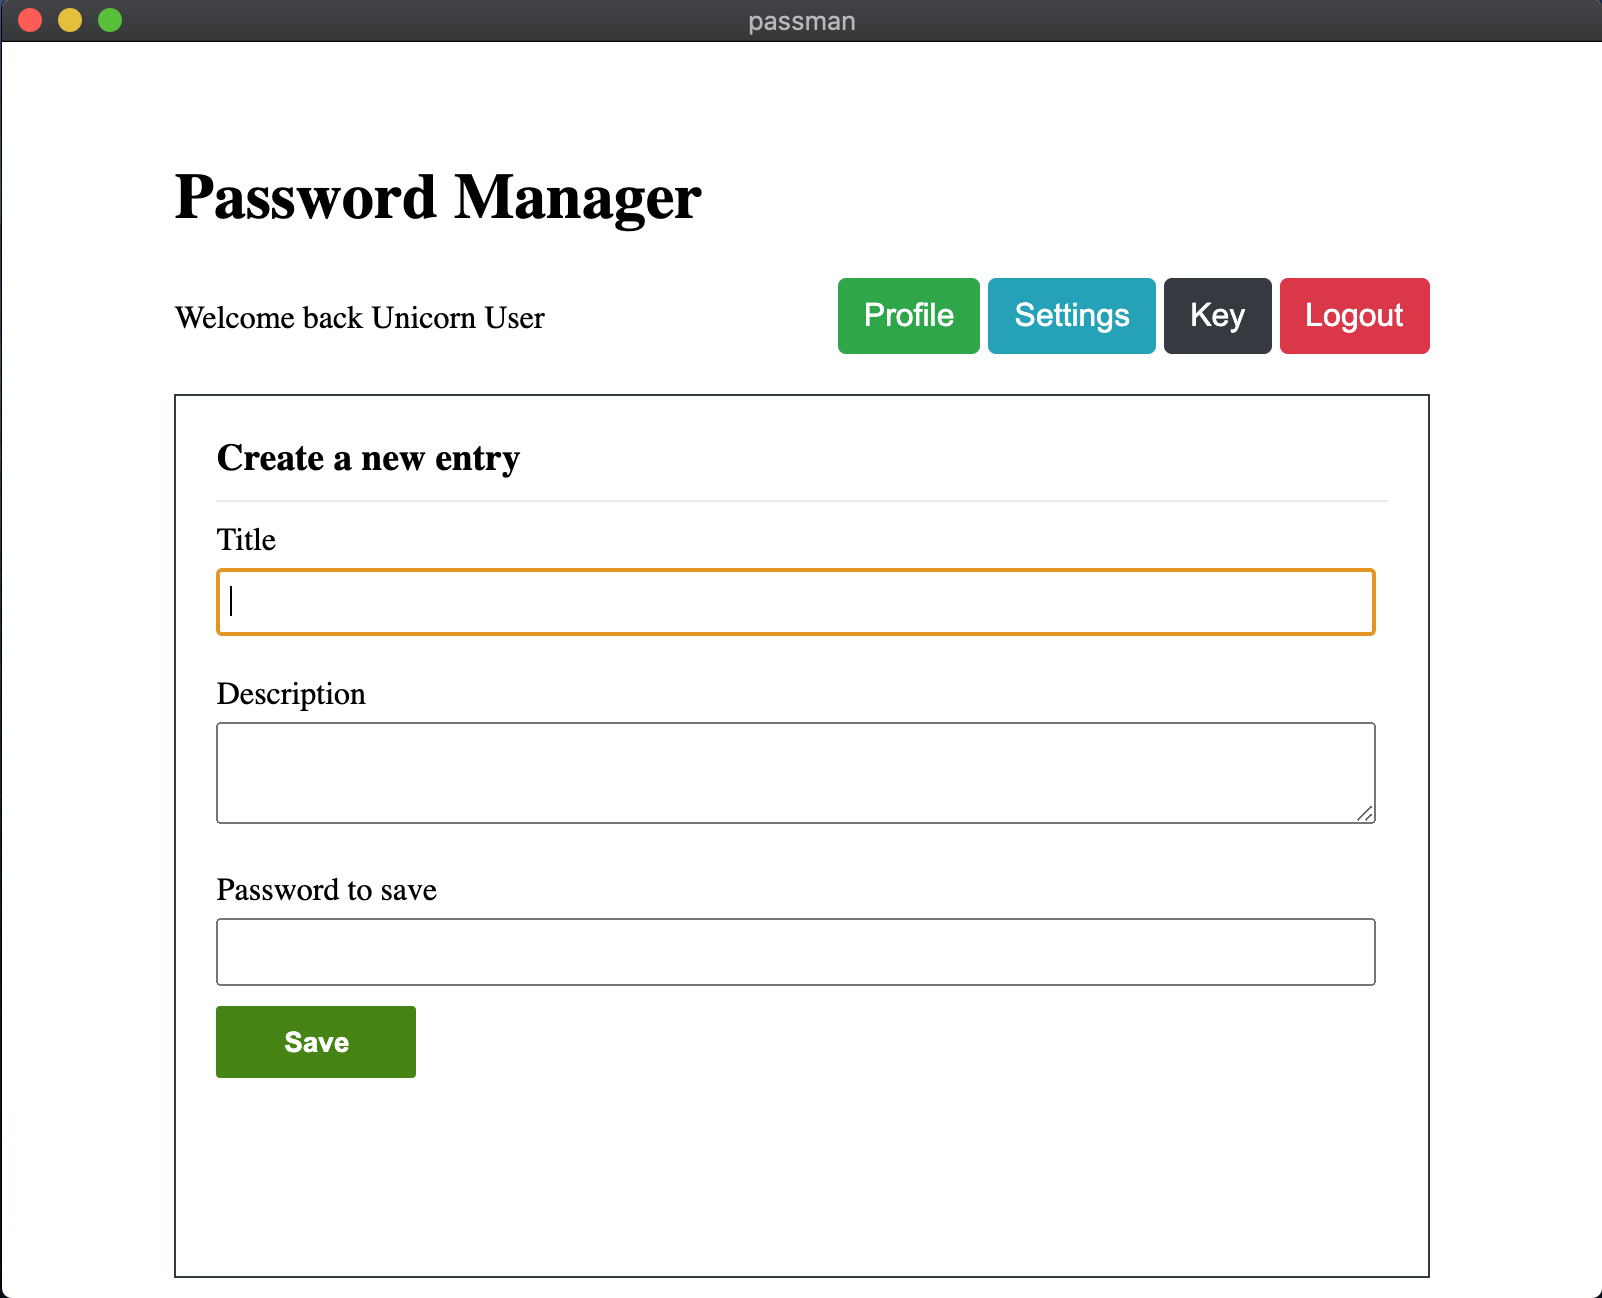 passman
Password Manager
Welcome back Unicorn User
Profile Settings Key Logout
Create a new entry
Title
Description
Password to save
Save